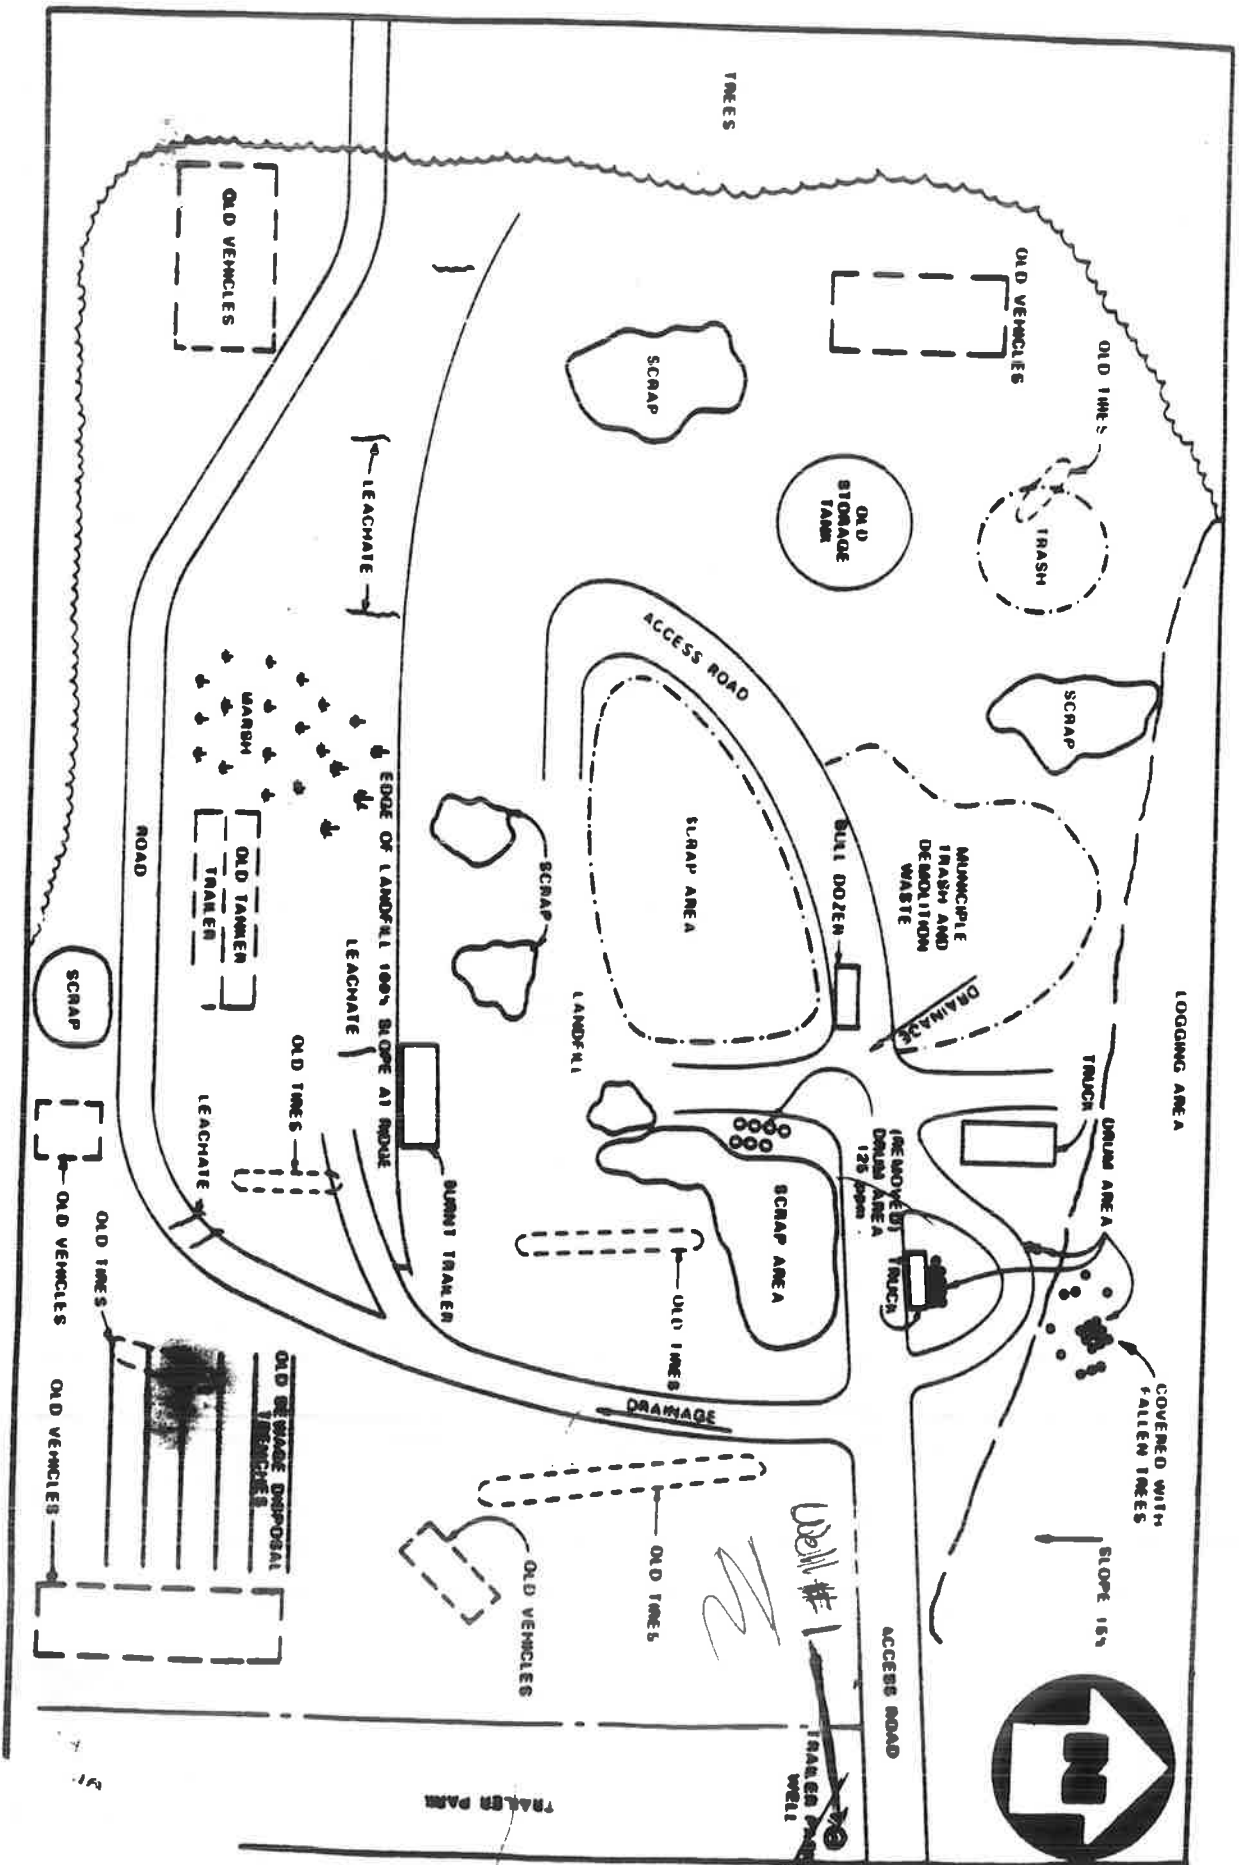 TREES
OLD VEHICLES
OLD VEHICLES
OLD TIRES
SCRAP
OLD
STORAGE
TANK
TRASH
LEACHATE
ACCESS ROAD
SCRAP
MARSH
ROAD
OLD TANKER
TRAILER
EDGE OF LANDFILL 100% SLOPE AT RIDGE
SCRAP
SCRAP AREA
BULL DOZER
MUNICIPLE
TRASH AND
DEMOLITION
WASTE
DRAINAGE
LOGGING AREA
SCRAP
LEACHATE
LANDFILL
OLD TIRES
TRUCK
DRUM AREA
(REMOVED)
DRUM AREA
125 ppm
TRUCK
SCRAP AREA
BURNT TRAILER
LEACHATE
OLD VEHICLES
OLD TIRES
OLD TIRES
DRAINAGE
COVERED WITH
FALLEN TREES
OLD SEWAGE DISPOSAL
TRENCHES
OLD VEHICLES
OLD VEHICLES
OLD TIRES
Well #1
SLOPE 16%
ACCESS ROAD
N
TRAILER PARK
WELL
TRAILER PARK